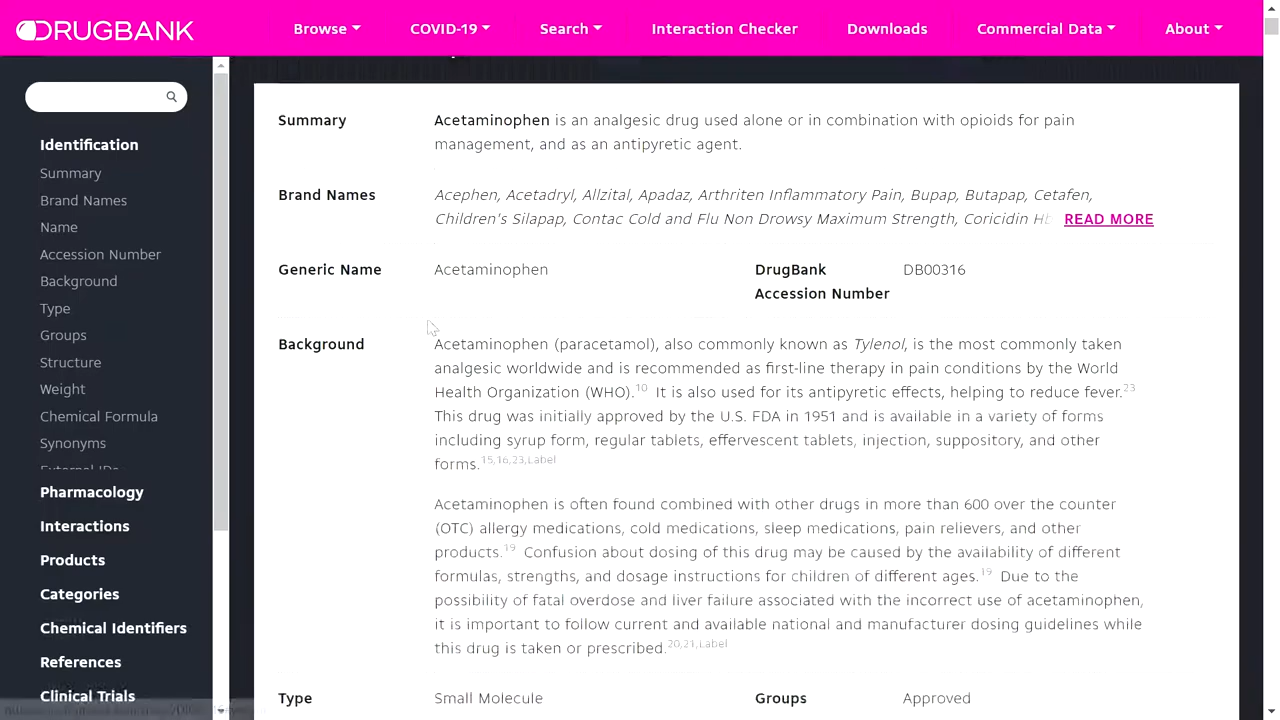 DRUGBANK
Browse
COVID-19
Search
Interaction Checker
Downloads
Commercial Data
About
Identification
Summary
Brand Names
Name
Accession Number
Background
Type
Groups
Structure
Weight
Chemical Formula
Synonyms
External IDs
Pharmacology
Interactions
Products
Categories
Chemical Identifiers
References
Clinical Trials
Summary
Acetaminophen is an analgesic drug used alone or in combination with opioids for pain
management, and as an antipyretic agent.
Brand Names
Acephen, Acetadryl, Allzital, Apadaz, Arthriten Inflammatory Pain, Bupap, Butapap, Cetafen,
Children's Silapap, Contac Cold and Flu Non Drowsy Maximum Strength, Coricidin Hb READ MORE
Generic Name
Acetaminophen
DrugBank
Accession Number
DB00316
Background
Acetaminophen (paracetamol), also commonly known as Tylenol, is the most commonly taken
analgesic worldwide and is recommended as first-line therapy in pain conditions by the World
Health Organization (WHO).10 It is also used for its antipyretic effects, helping to reduce fever.23
This drug was initially approved by the U.S. FDA in 1951 and is available in a variety of forms
including syrup form, regular tablets, effervescent tablets, injection, suppository, and other
forms.15,16,23,Label
Acetaminophen is often found combined with other drugs in more than 600 over the counter
(OTC) allergy medications, cold medications, sleep medications, pain relievers, and other
products.19 Confusion about dosing of this drug may be caused by the availability of different
formulas, strengths, and dosage instructions for children of different ages.19 Due to the
possibility of fatal overdose and liver failure associated with the incorrect use of acetaminophen,
it is important to follow current and available national and manufacturer dosing guidelines while
this drug is taken or prescribed.20,21,Label
Type
Small Molecule
Groups
Approved